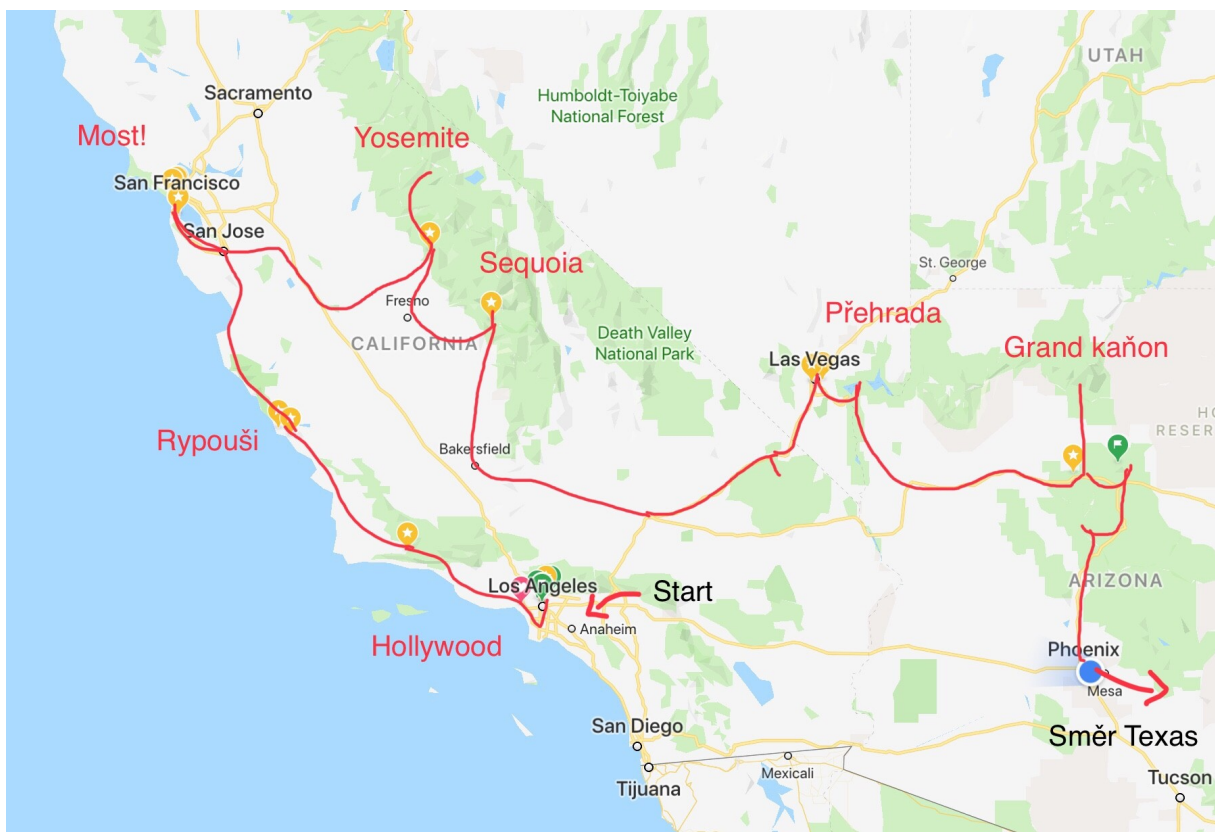 UTAH
Sacramento
Humboldt-Toiyabe
National Forest
Most!
Yosemite
San Francisco
San Jose
Sequoia
St. George
Fresno
Přehrada
CALIFORNIA
Death Valley
National Park
Las Vegas
Grand kaňon
HO
RESER
Rypouši
Bakersfield
Los Angeles
Start
ARIZONA
Anaheim
Hollywood
Phoenix
Mesa
San Diego
Směr Texas
Mexicali
Tijuana
Tucson